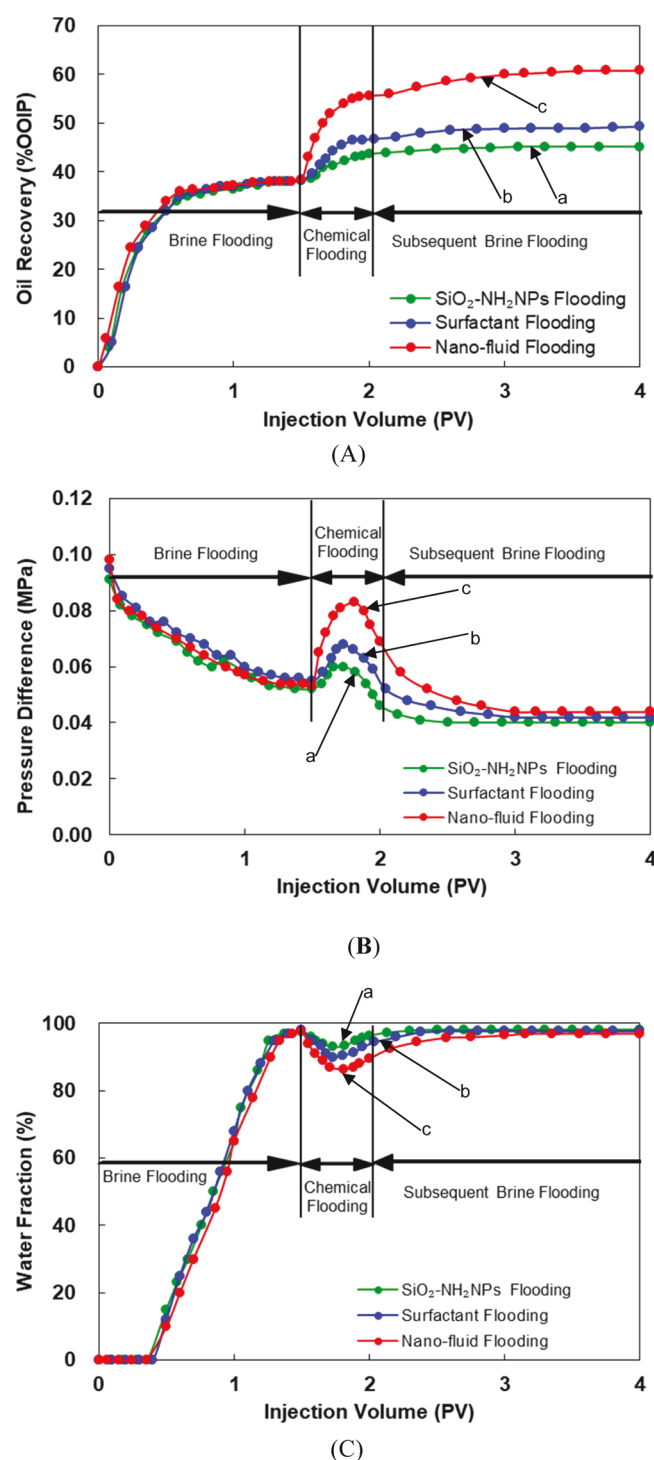 70
60
50
40
30
20
10
0
Oil Recovery (%OOIP)
c
b
a
Brine Flooding
Chemical
Flooding
Subsequent Brine Flooding
SiO₂-NH₂NPs Flooding
Surfactant Flooding
Nano-fluid Flooding
0 1 2 3 4
Injection Volume (PV)
(A)
0.12
0.10
0.08
0.06
0.04
0.02
0.00
Pressure Difference (MPa)
Brine Flooding
Chemical
Flooding
Subsequent Brine Flooding
c
b
a
SiO₂-NH₂NPs Flooding
Surfactant Flooding
Nano-fluid Flooding
0 1 2 3 4
Injection Volume (PV)
(B)
100
80
60
40
20
0
Water Fraction (%)
a
b
c
Brine Flooding
Chemical
Flooding
Subsequent Brine Flooding
SiO₂-NH₂NPs Flooding
Surfactant Flooding
Nano-fluid Flooding
0 1 2 3 4
Injection Volume (PV)
(C)